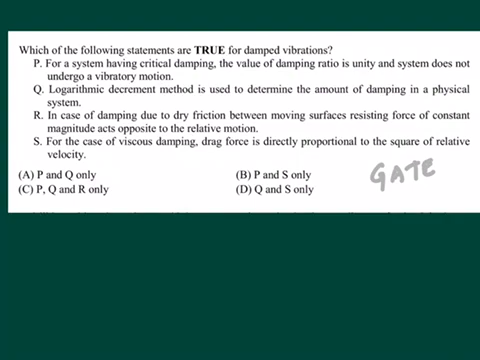 Which of the following statements are TRUE for damped vibrations?
P. For a system having critical damping, the value of damping ratio is unity and system does not
undergo a vibratory motion.
Q. Logarithmic decrement method is used to determine the amount of damping in a physical
system.
R. In case of damping due to dry friction between moving surfaces resisting force of constant
magnitude acts opposite to the relative motion.
S. For the case of viscous damping, drag force is directly proportional to the square of relative
velocity.
(A) P and Q only (B) P and S only
(C) P, Q and R only (D) Q and S only
GATE